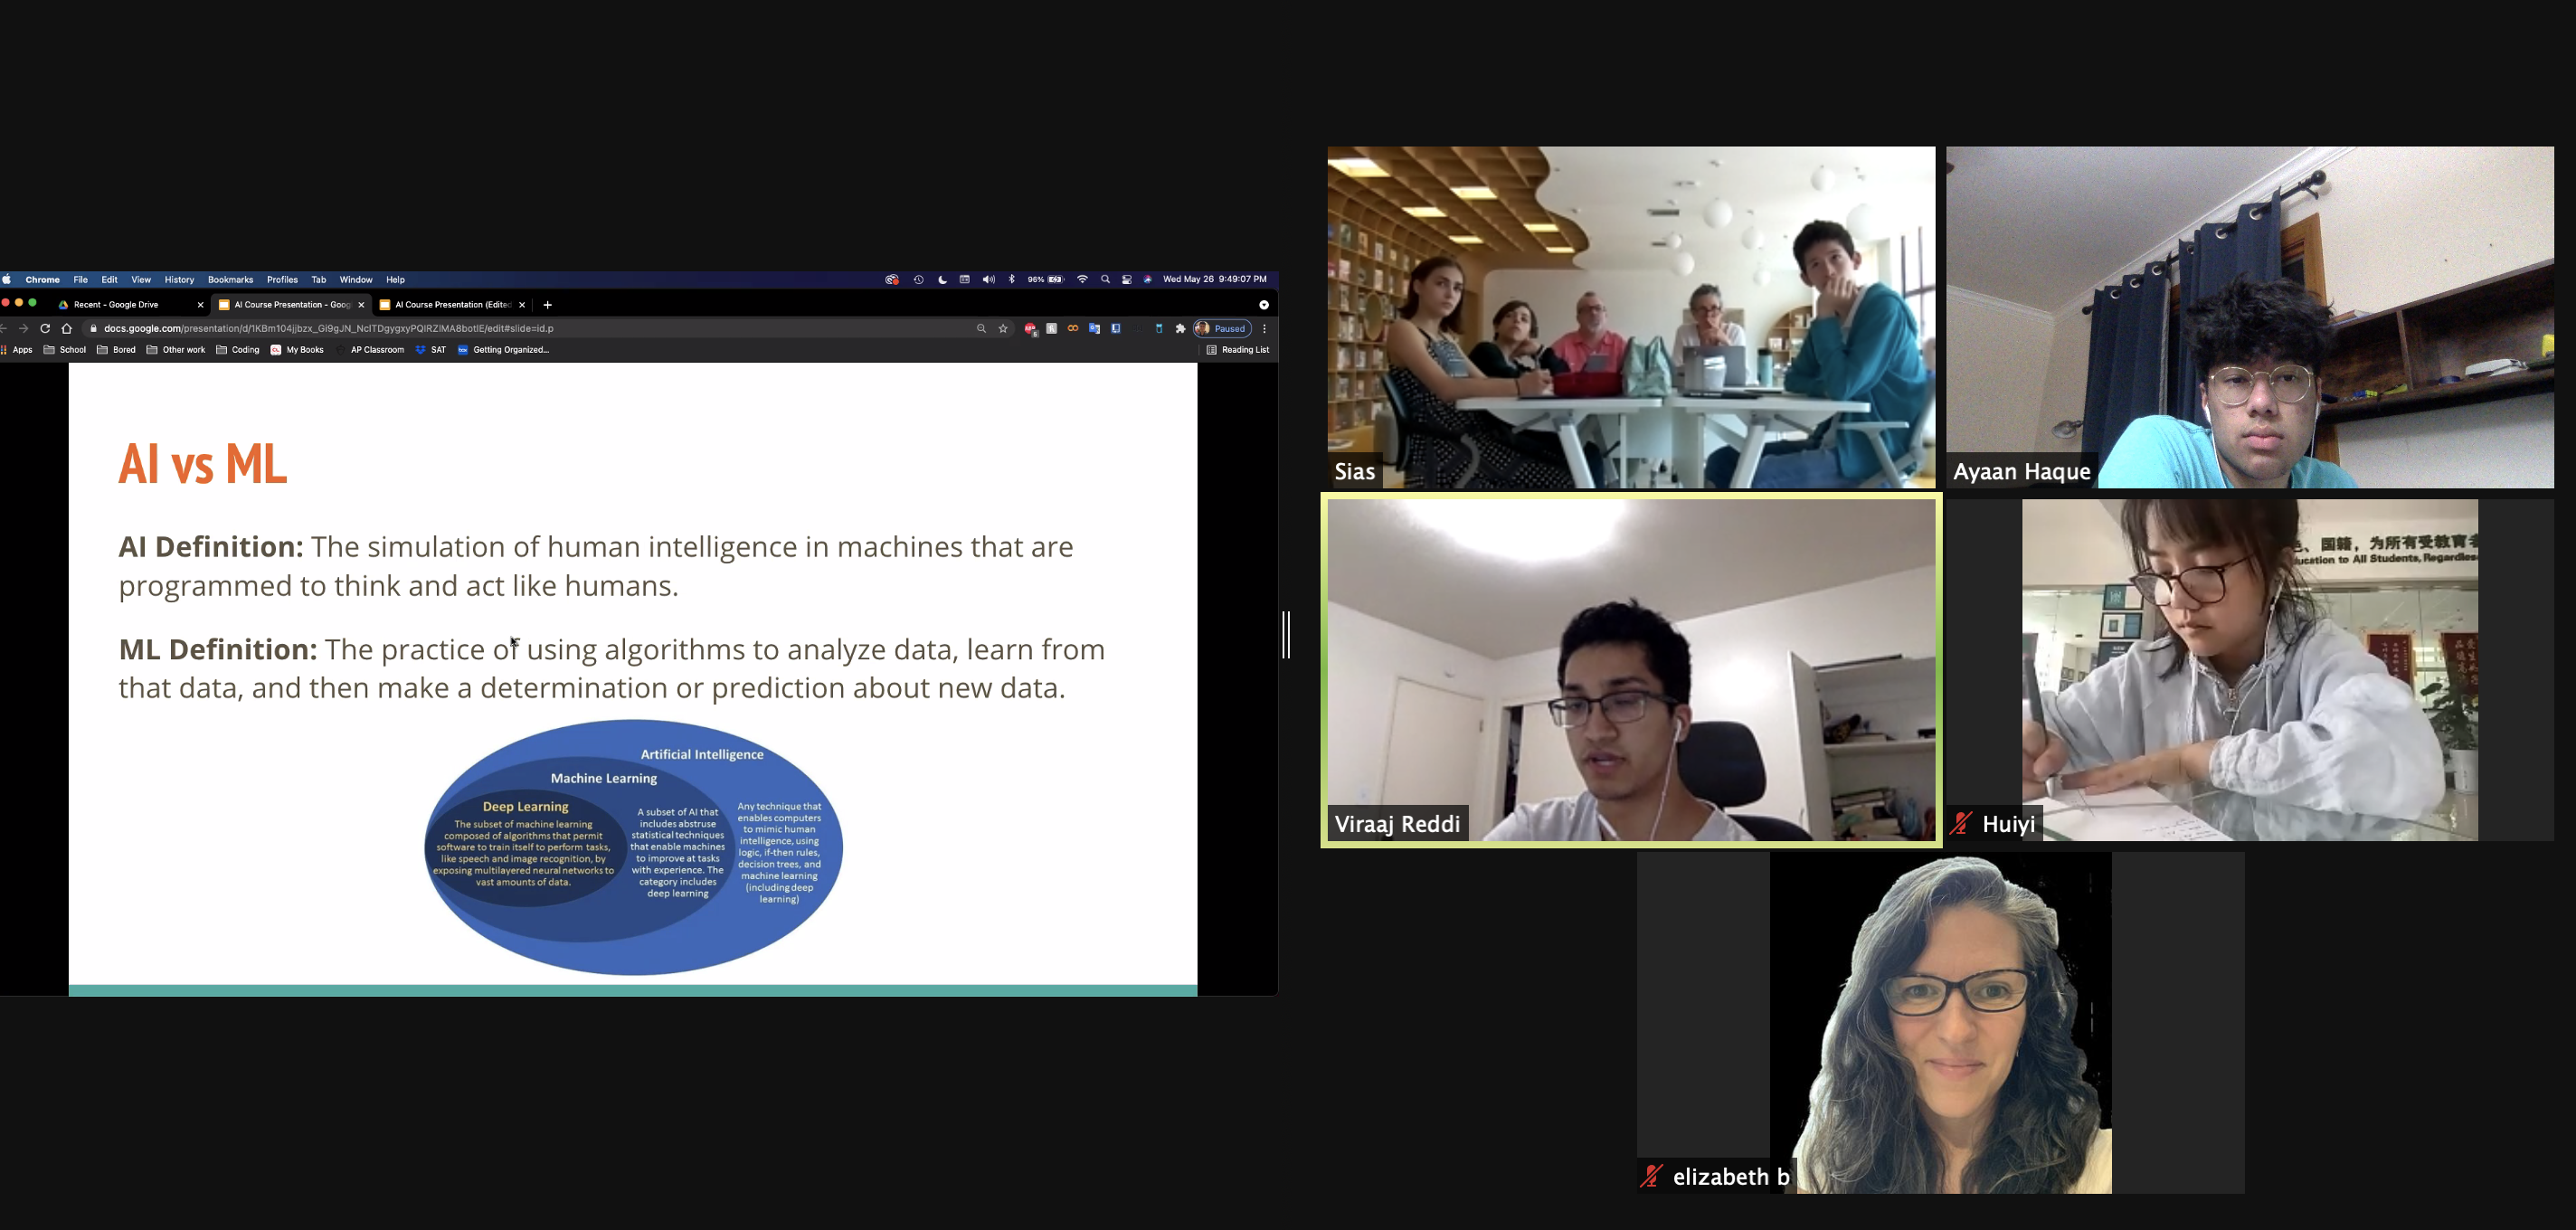 Chrome File Edit View History Bookmarks Profiles Tab Window Help 96% Wed May 26 9:49:07 PM
Recent - Google Drive AI Course Presentation - Goog AI Course Presentation (Edited
docs.google.com/presentation/d/ Paused
Apps School Bored Other work Coding My Books AP Classroom SAT Getting Organized... Reading List
AI vs ML
AI Definition: The simulation of human intelligence in machines that are
programmed to think and act like humans.
ML Definition: The practice of using algorithms to analyze data, learn from
that data, and then make a determination or prediction about new data.
Artificial Intelligence
Machine Learning
Deep Learning
The subset of machine learning
composed of algorithms that permit
software to train itself to perform tasks,
like speech and image recognition, by
exposing multilayered neural networks to
vast amounts of data.
A subset of AI that
includes abstruse
statistical techniques
that enable machines
to improve at tasks
with experience. The
category includes
deep learning
Any technique that
enables computers
to mimic human
intelligence, using
logic, if-then rules,
decision trees, and
machine learning
(including deep
learning)
Sias
Ayaan Haque
Viraaj Reddi
、国籍，为所有受教育
ucation to All Students, Regardless
Huiyi
elizabeth b